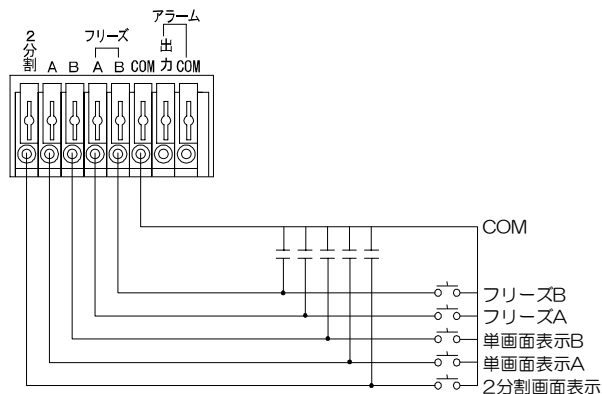 アラーム
2分割 A B フリーズ A B COM 出力 COM
COM
フリーズB
フリーズA
単画面表示B
単画面表示A
2分割画面表示